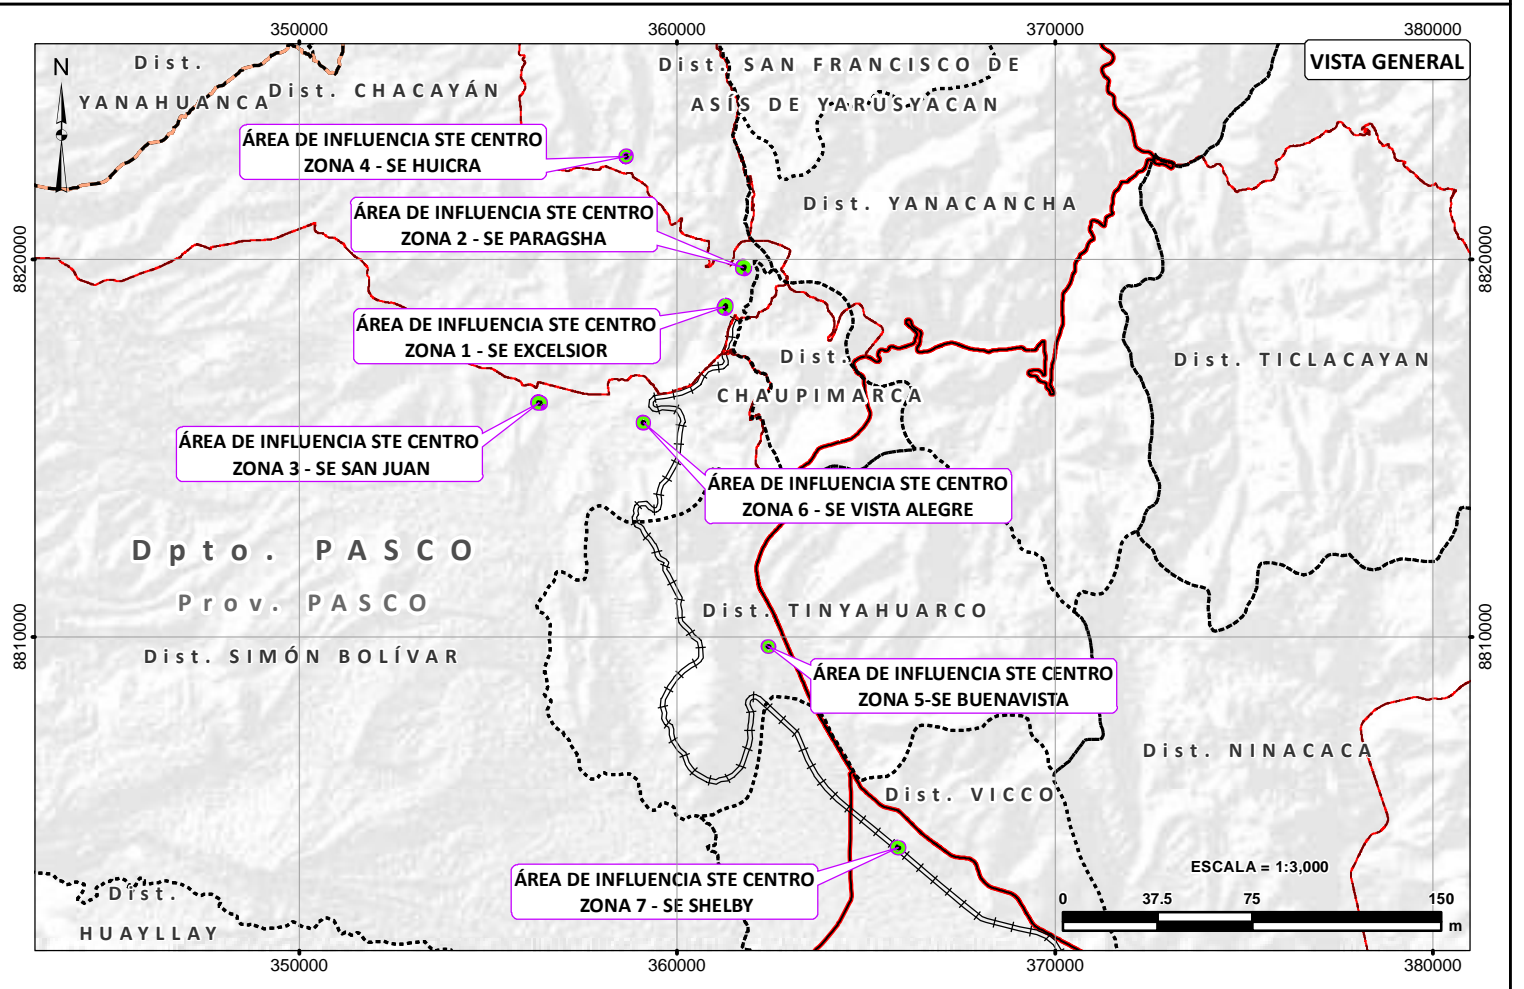 350000
360000
370000
380000
VISTA GENERAL
N
Dist.
YANAHUANCA
Dist. CHACAYÁN
Dist. SAN FRANCISCO DE
ASÍS DE YARUSYACAN
ÁREA DE INFLUENCIA STE CENTRO
ZONA 4 - SE HUICRA
Dist. YANACANCHA
ÁREA DE INFLUENCIA STE CENTRO
ZONA 2 - SE PARAGSHA
8820000
8820000
ÁREA DE INFLUENCIA STE CENTRO
ZONA 1 - SE EXCELSIOR
Dist.
CHAUPIMARCA
Dist. TICLACAYAN
ÁREA DE INFLUENCIA STE CENTRO
ZONA 3 - SE SAN JUAN
ÁREA DE INFLUENCIA STE CENTRO
ZONA 6 - SE VISTA ALEGRE
Dpto. PASCO
Prov. PASCO
Dist. SIMÓN BOLÍVAR
Dist. TINYAHUARCO
8810000
8810000
ÁREA DE INFLUENCIA STE CENTRO
ZONA 5-SE BUENAVISTA
Dist. NINACACA
Dist. VICCO
ÁREA DE INFLUENCIA STE CENTRO
ZONA 7 - SE SHELBY
Dist.
HUAYLLAY
ESCALA = 1:3,000
0 37.5 75 150
m
350000
360000
370000
380000